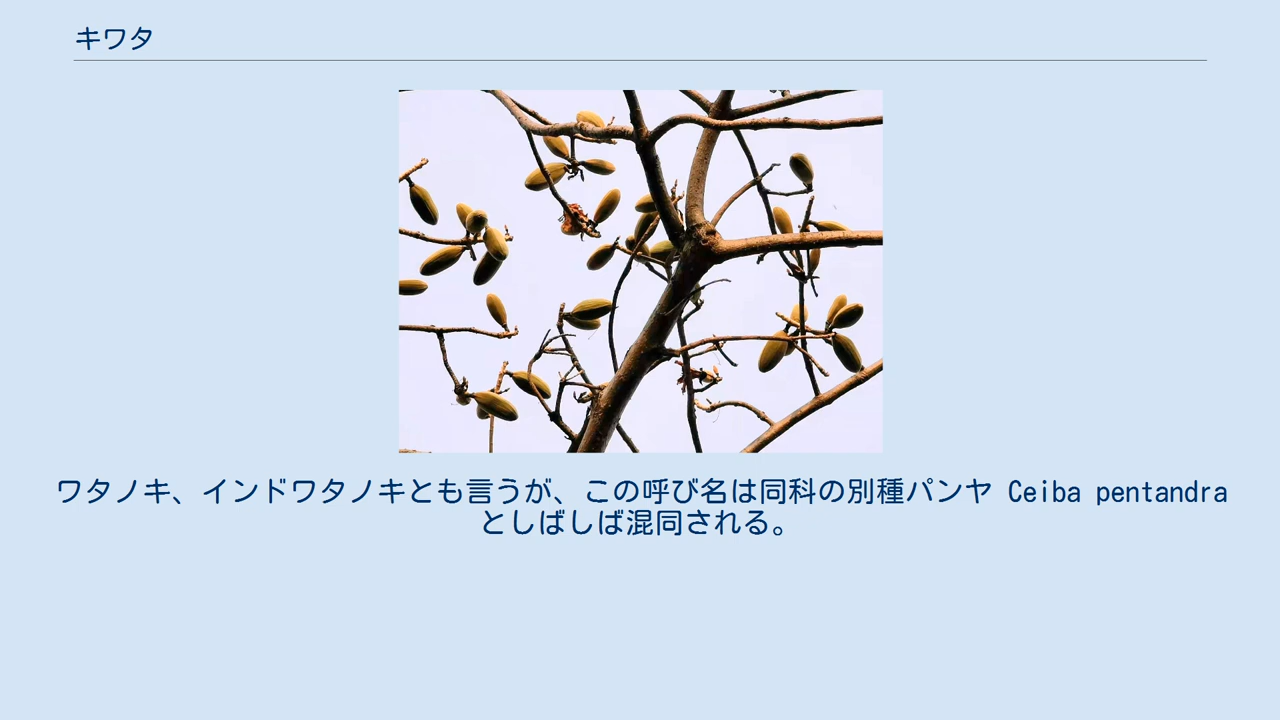 キワタ
ワタノキ、インドワタノキとも言うが、この呼び名は同科の別種パンヤ Ceiba pentandra
としばしば混同される。